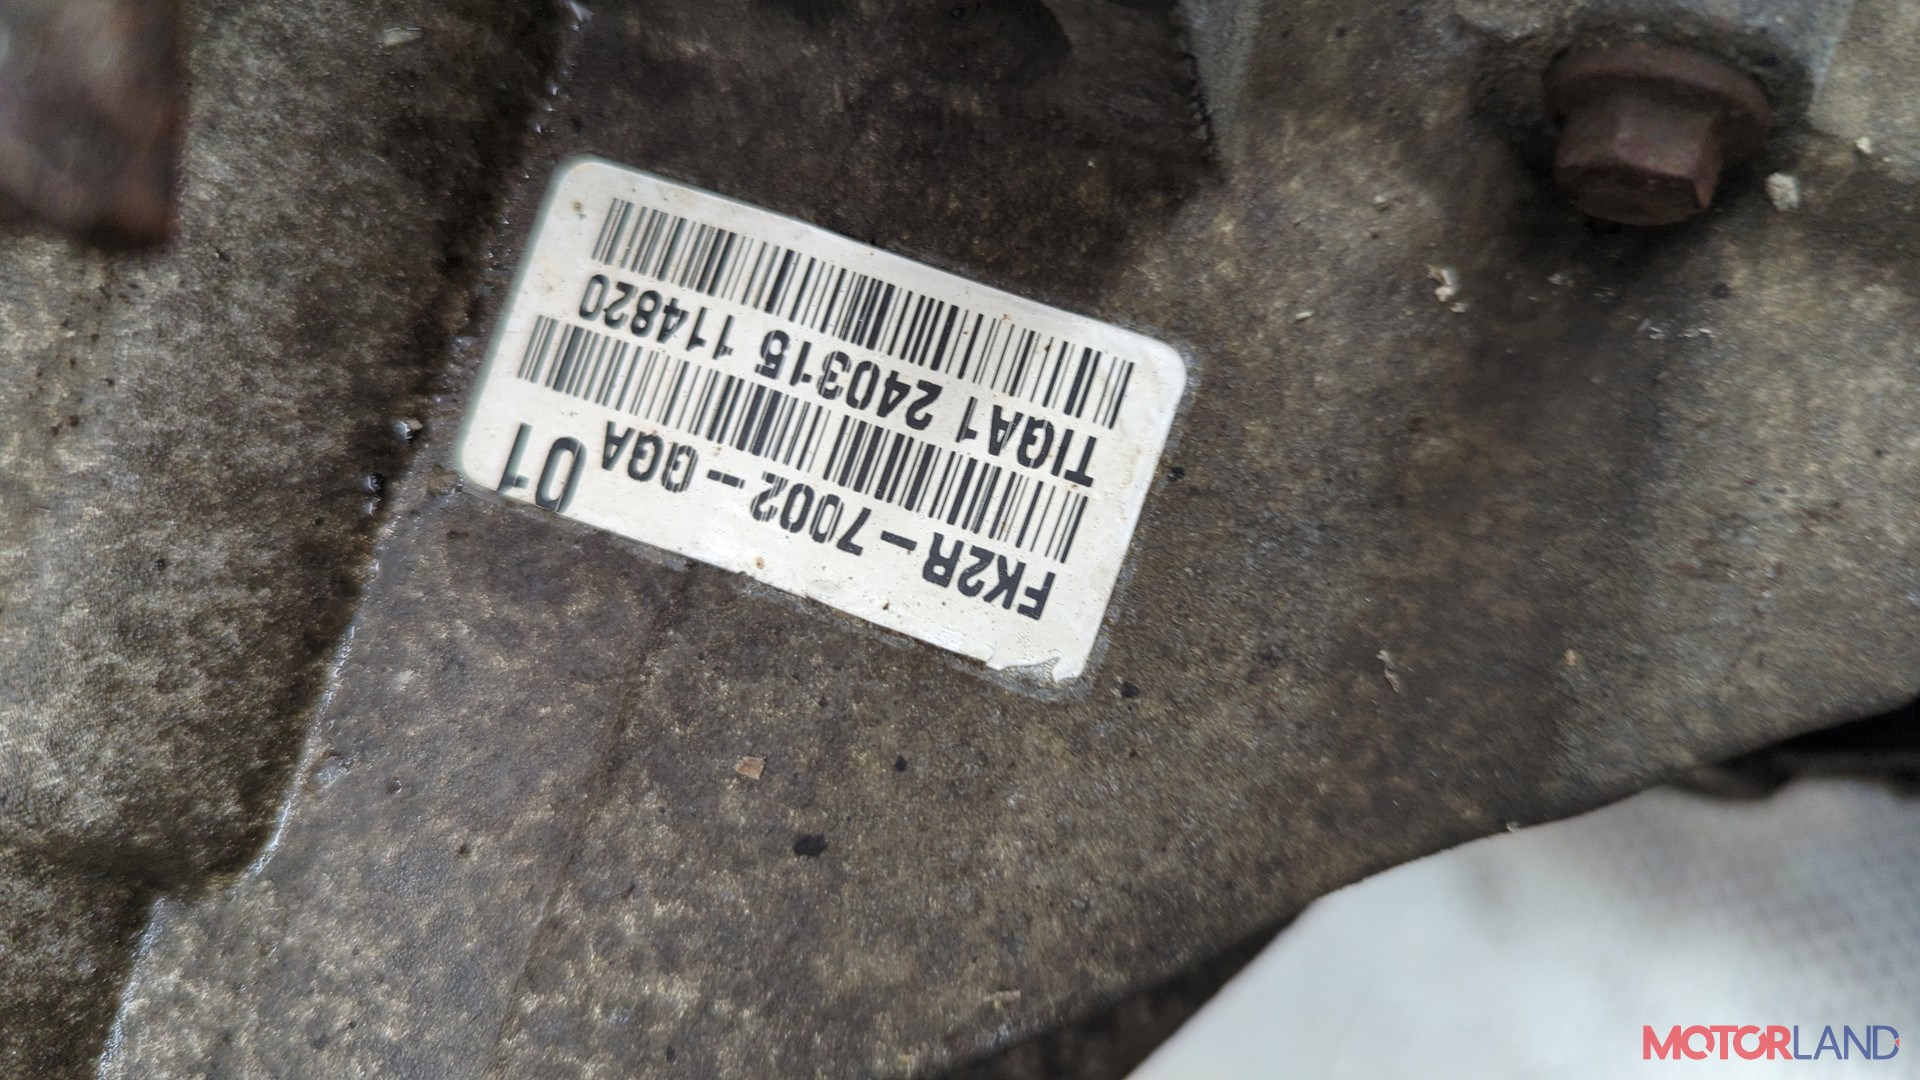 FK2R-7002-GGA 01
TIGA1 240315 114820
MOTORLAND